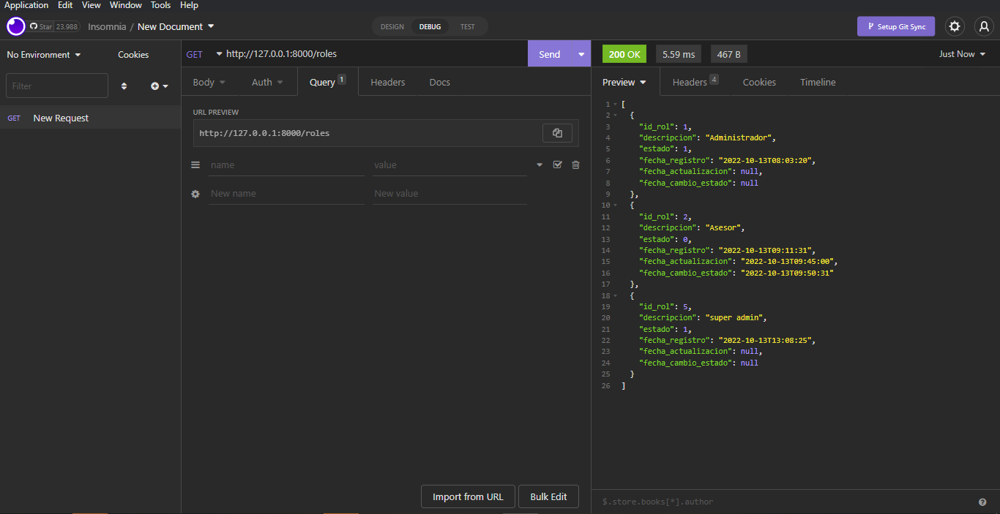 Application Edit View Window Tools Help
Star 23.988 Insomnia / New Document DESIGN DEBUG TEST Setup Git Sync
No Environment Cookies GET http://127.0.0.1:8000/roles Send 200 OK 5.59 ms 467 B Just Now
Filter Body Auth Query 1 Headers Docs Preview Headers 4 Cookies Timeline
GET New Request
URL PREVIEW
http://127.0.0.1:8000/roles
name value
New name New value
Import from URL Bulk Edit
1 [
2 {
3 "id_rol": 1,
4 "descripcion": "Administrador",
5 "estado": 1,
6 "fecha_registro": "2022-10-13T08:03:20",
7 "fecha_actualizacion": null,
8 "fecha_cambio_estado": null
9 },
10 {
11 "id_rol": 2,
12 "descripcion": "Asesor",
13 "estado": 0,
14 "fecha_registro": "2022-10-13T09:11:31",
15 "fecha_actualizacion": "2022-10-13T09:45:00",
16 "fecha_cambio_estado": "2022-10-13T09:50:31"
17 },
18 {
19 "id_rol": 5,
20 "descripcion": "super admin",
21 "estado": 1,
22 "fecha_registro": "2022-10-13T13:08:25",
23 "fecha_actualizacion": null,
24 "fecha_cambio_estado": null
25 }
26 ]
$.store.books[*].author